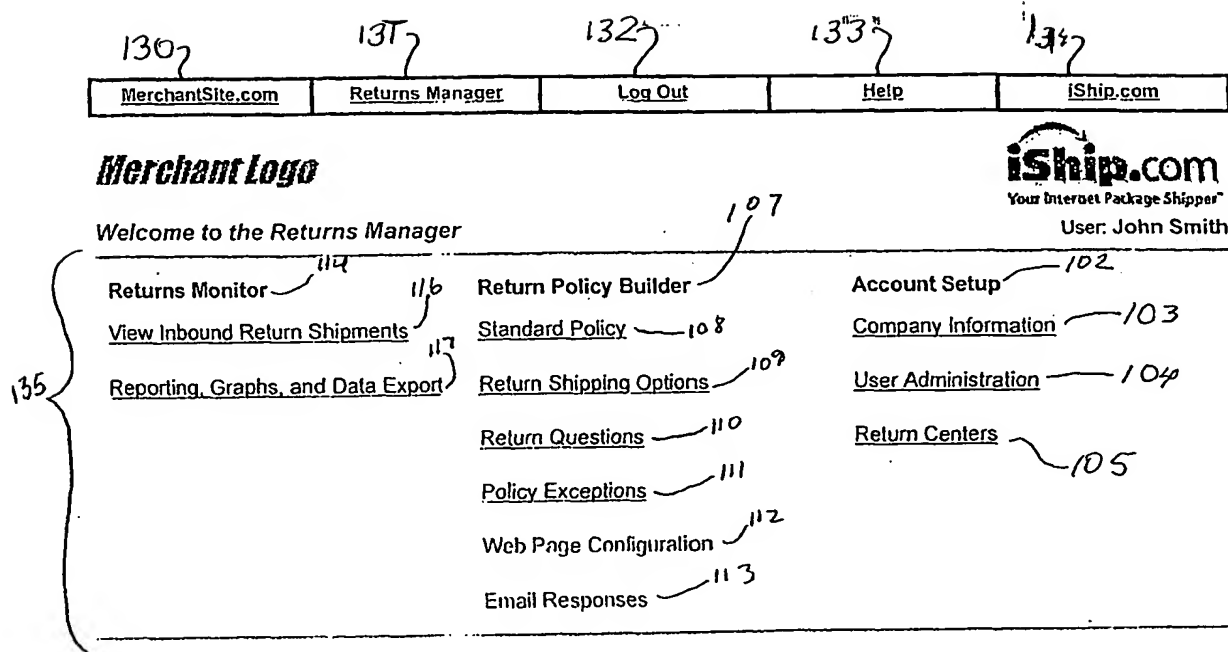 130 131 132 133 134
MerchantSite.com Returns Manager Log Out Help iShip.com
Merchant Logo
iShip.com
Your Internet Package Shipper
107
Welcome to the Returns Manager
User: John Smith
Returns Monitor 114 Return Policy Builder Account Setup 102
View Inbound Return Shipments 116 Standard Policy 108 Company Information 103
Reporting, Graphs, and Data Export 117 Return Shipping Options 109 User Administration 104
135
Return Questions 110 Return Centers 105
Policy Exceptions 111
Web Page Configuration 112
Email Responses 113